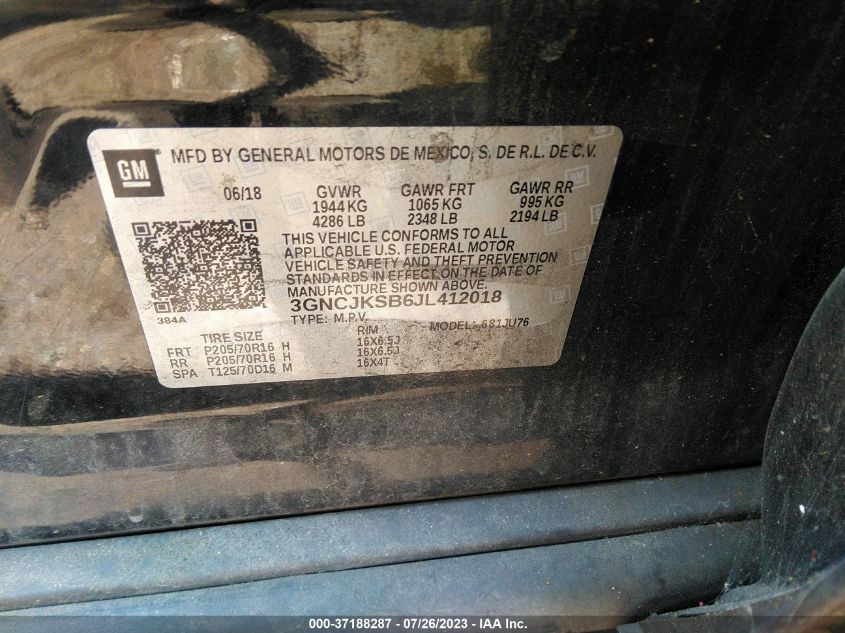 GM
MFD BY GENERAL MOTORS DE MEXICO, S. DE R.L. DE C.V.
06/18 GVWR GAWR FRT GAWR RR
1944 KG 1065 KG 995 KG
4286 LB 2348 LB 2194 LB
THIS VEHICLE CONFORMS TO ALL
APPLICABLE U.S. FEDERAL MOTOR
VEHICLE SAFETY AND THEFT PREVENTION
STANDARDS IN EFFECT ON THE DATE OF
MANUFACTURE SHOWN ABOVE.
3GNCJKSB6JL412018
384A
TYPE: M.P.V. MODEL: 681JU76
TIRE SIZE RIM
FRT P205/70R16 H 16X6.5J
RR P205/70R16 H 16X6.5J
SPA T125/70D16 M 16X4T
000-37188287 - 07/26/2023 - IAA Inc.